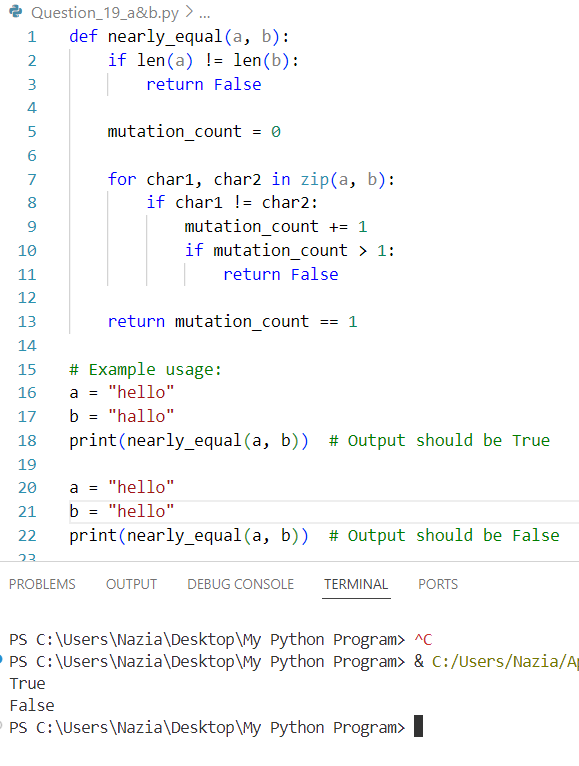 Question_19_a&b.py > ...
1 def nearly_equal(a, b):
2     if len(a) != len(b):
3         return False
4
5     mutation_count = 0
6
7     for char1, char2 in zip(a, b):
8         if char1 != char2:
9             mutation_count += 1
10             if mutation_count > 1:
11                 return False
12
13     return mutation_count == 1
14
15 # Example usage:
16 a = "hello"
17 b = "hallo"
18 print(nearly_equal(a, b))  # Output should be True
19
20 a = "hello"
21 b = "hello"
22 print(nearly_equal(a, b))  # Output should be False
23
PROBLEMS OUTPUT DEBUG CONSOLE TERMINAL PORTS
PS C:\Users\Nazia\Desktop\My Python Program> ^C
PS C:\Users\Nazia\Desktop\My Python Program> & C:/Users/Nazia/Ap
True
False
PS C:\Users\Nazia\Desktop\My Python Program>